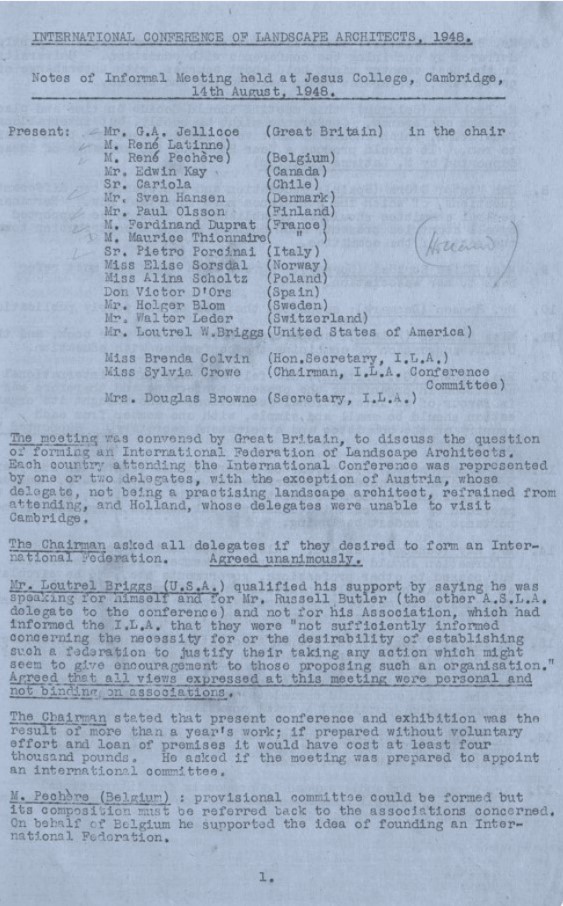 INTERNATIONAL CONFERENCE OF LANDSCAPE ARCHITECTS, 1948.
Notes of Informal Meeting held at Jesus College, Cambridge,
14th August, 1948.
Present: Mr. G.A. Jellicoe (Great Britain) in the chair
M. René Latinne)
M. René Pechère) (Belgium)
Mr. Edwin Kay (Canada)
Sr. Cariola (Chile)
Mr. Sven Hansen (Denmark)
Mr. Paul Olsson (Finland)
M. Ferdinand Duprat (France)
M. Maurice Thionnaire( " )
Sr. Pietro Porcinai (Italy)
Miss Elise Sorsdal (Norway)
Miss Alina Scholtz (Poland)
Don Victor D'Ors (Spain)
Mr. Holger Blom (Sweden)
Mr. Walter Leder (Switzerland)
Mr. Loutrel W.Briggs(United States of America)
(Holland)
Miss Brenda Colvin (Hon.Secretary, I.L.A.)
Miss Sylvia Crowe (Chairman, I.L.A. Conference
Committee)
Mrs. Douglas Browne (Secretary, I.L.A.)
The meeting was convened by Great Britain, to discuss the question
of forming an International Federation of Landscape Architects.
Each country attending the International Conference was represented
by one or two delegates, with the exception of Austria, whose
delegate, not being a practising landscape architect, refrained from
attending, and Holland, whose delegates were unable to visit
Cambridge.
The Chairman asked all delegates if they desired to form an Inter-
national Federation. Agreed unanimously.
Mr. Loutrel Briggs (U.S.A.) qualified his support by saying he was
speaking for himself and for Mr. Russell Butler (the other A.S.L.A.
delegate to the conference) and not for his Association, which had
informed the I.L.A. that they were "not sufficiently informed
concerning the necessity for or the desirability of establishing
such a federation to justify their taking any action which might
seem to give encouragement to those proposing such an organisation."
Agreed that all views expressed at this meeting were personal and
not binding on associations.
The Chairman stated that present conference and exhibition was the
result of more than a year's work; if prepared without voluntary
effort and loan of premises it would have cost at least four
thousand pounds. He asked if the meeting was prepared to appoint
an international committee.
M. Pechère (Belgium) : provisional committee could be formed but
its composition must be referred back to the associations concerned.
On behalf of Belgium he supported the idea of founding an Inter-
national Federation.
1.